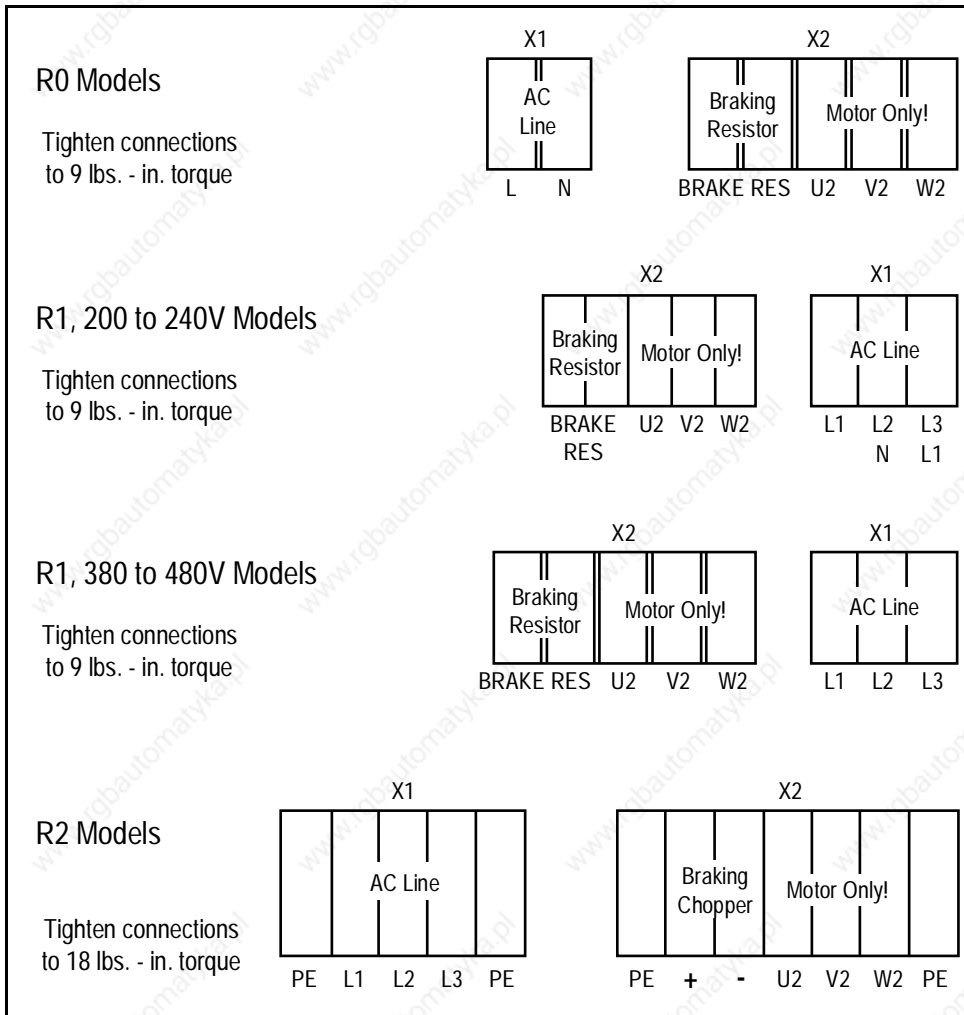 X1
X2
R0 Models
AC
Line
Braking
Resistor
Motor Only!
Tighten connections
to 9 lbs. - in. torque
L N
BRAKE RES U2 V2 W2
X2
X1
R1, 200 to 240V Models
Braking
Resistor
Motor Only!
AC Line
Tighten connections
to 9 lbs. - in. torque
BRAKE
RES
U2 V2 W2
L1 L2 L3
N L1
X2
X1
R1, 380 to 480V Models
Braking
Resistor
Motor Only!
AC Line
Tighten connections
to 9 lbs. - in. torque
BRAKE RES U2 V2 W2
L1 L2 L3
X1
X2
R2 Models
AC Line
Braking
Chopper
Motor Only!
Tighten connections
to 18 lbs. - in. torque
PE L1 L2 L3 PE
PE + - U2 V2 W2 PE
www.rgbautomatyka.pl